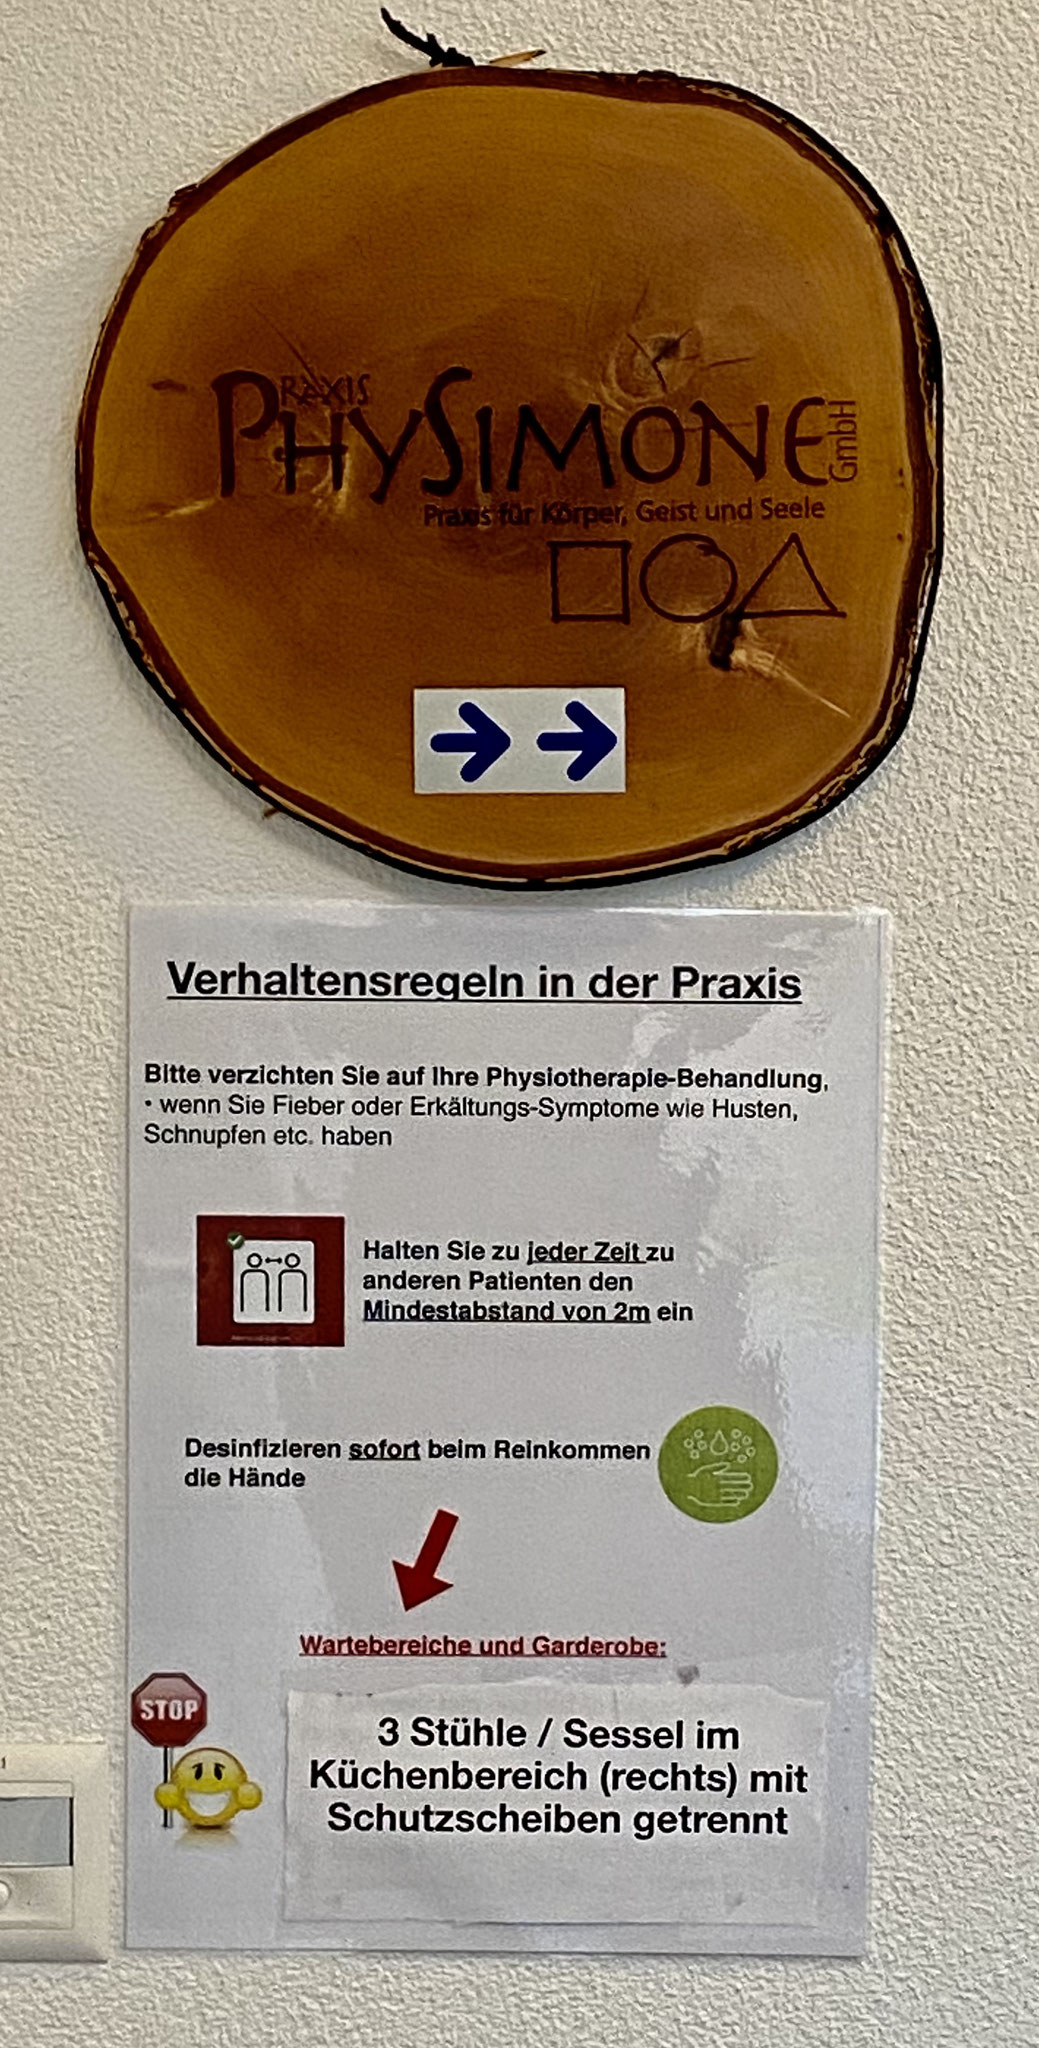 PRAXIS
PHYSIMONE GmbH
Praxis für Körper, Geist und Seele
Verhaltensregeln in der Praxis
Bitte verzichten Sie auf Ihre Physiotherapie-Behandlung,
• wenn Sie Fieber oder Erkältungs-Symptome wie Husten,
Schnupfen etc. haben
Halten Sie zu jeder Zeit zu
anderen Patienten den
Mindestabstand von 2m ein
Desinfizieren sofort beim Reinkommen
die Hände
Wartebereiche und Garderobe:
STOP
3 Stühle / Sessel im
Küchenbereich (rechts) mit
Schutzscheiben getrennt